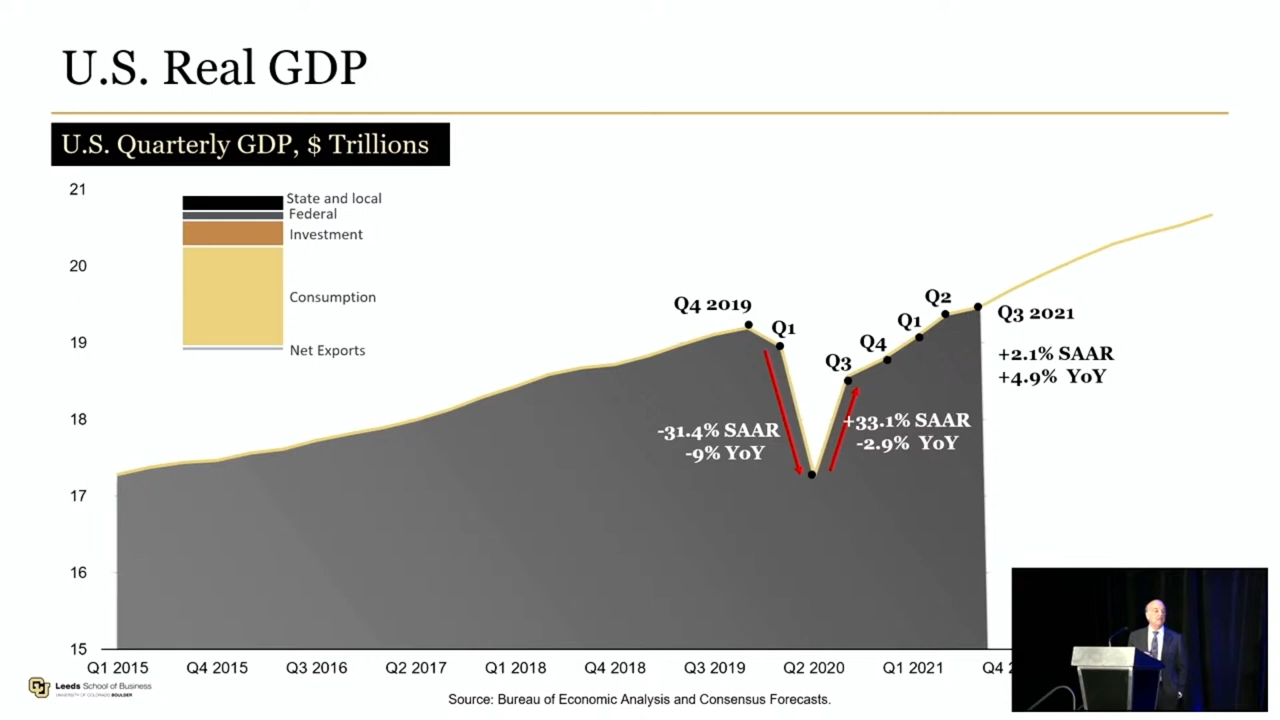 U.S. Real GDP
U.S. Quarterly GDP, $ Trillions
21
20
19
18
17
16
15
State and local
Federal
Investment
Consumption
Net Exports
Q4 2019
Q1
Q3
Q4
Q1
Q2
Q3 2021
+2.1% SAAR
+4.9% YoY
-31.4% SAAR
-9% YoY
+33.1% SAAR
-2.9% YoY
Q1 2015
Q4 2015
Q3 2016
Q2 2017
Q1 2018
Q4 2018
Q3 2019
Q2 2020
Q1 2021
Q4
Leeds School of Business
UNIVERSITY OF COLORADO BOULDER
Source: Bureau of Economic Analysis and Consensus Forecasts.